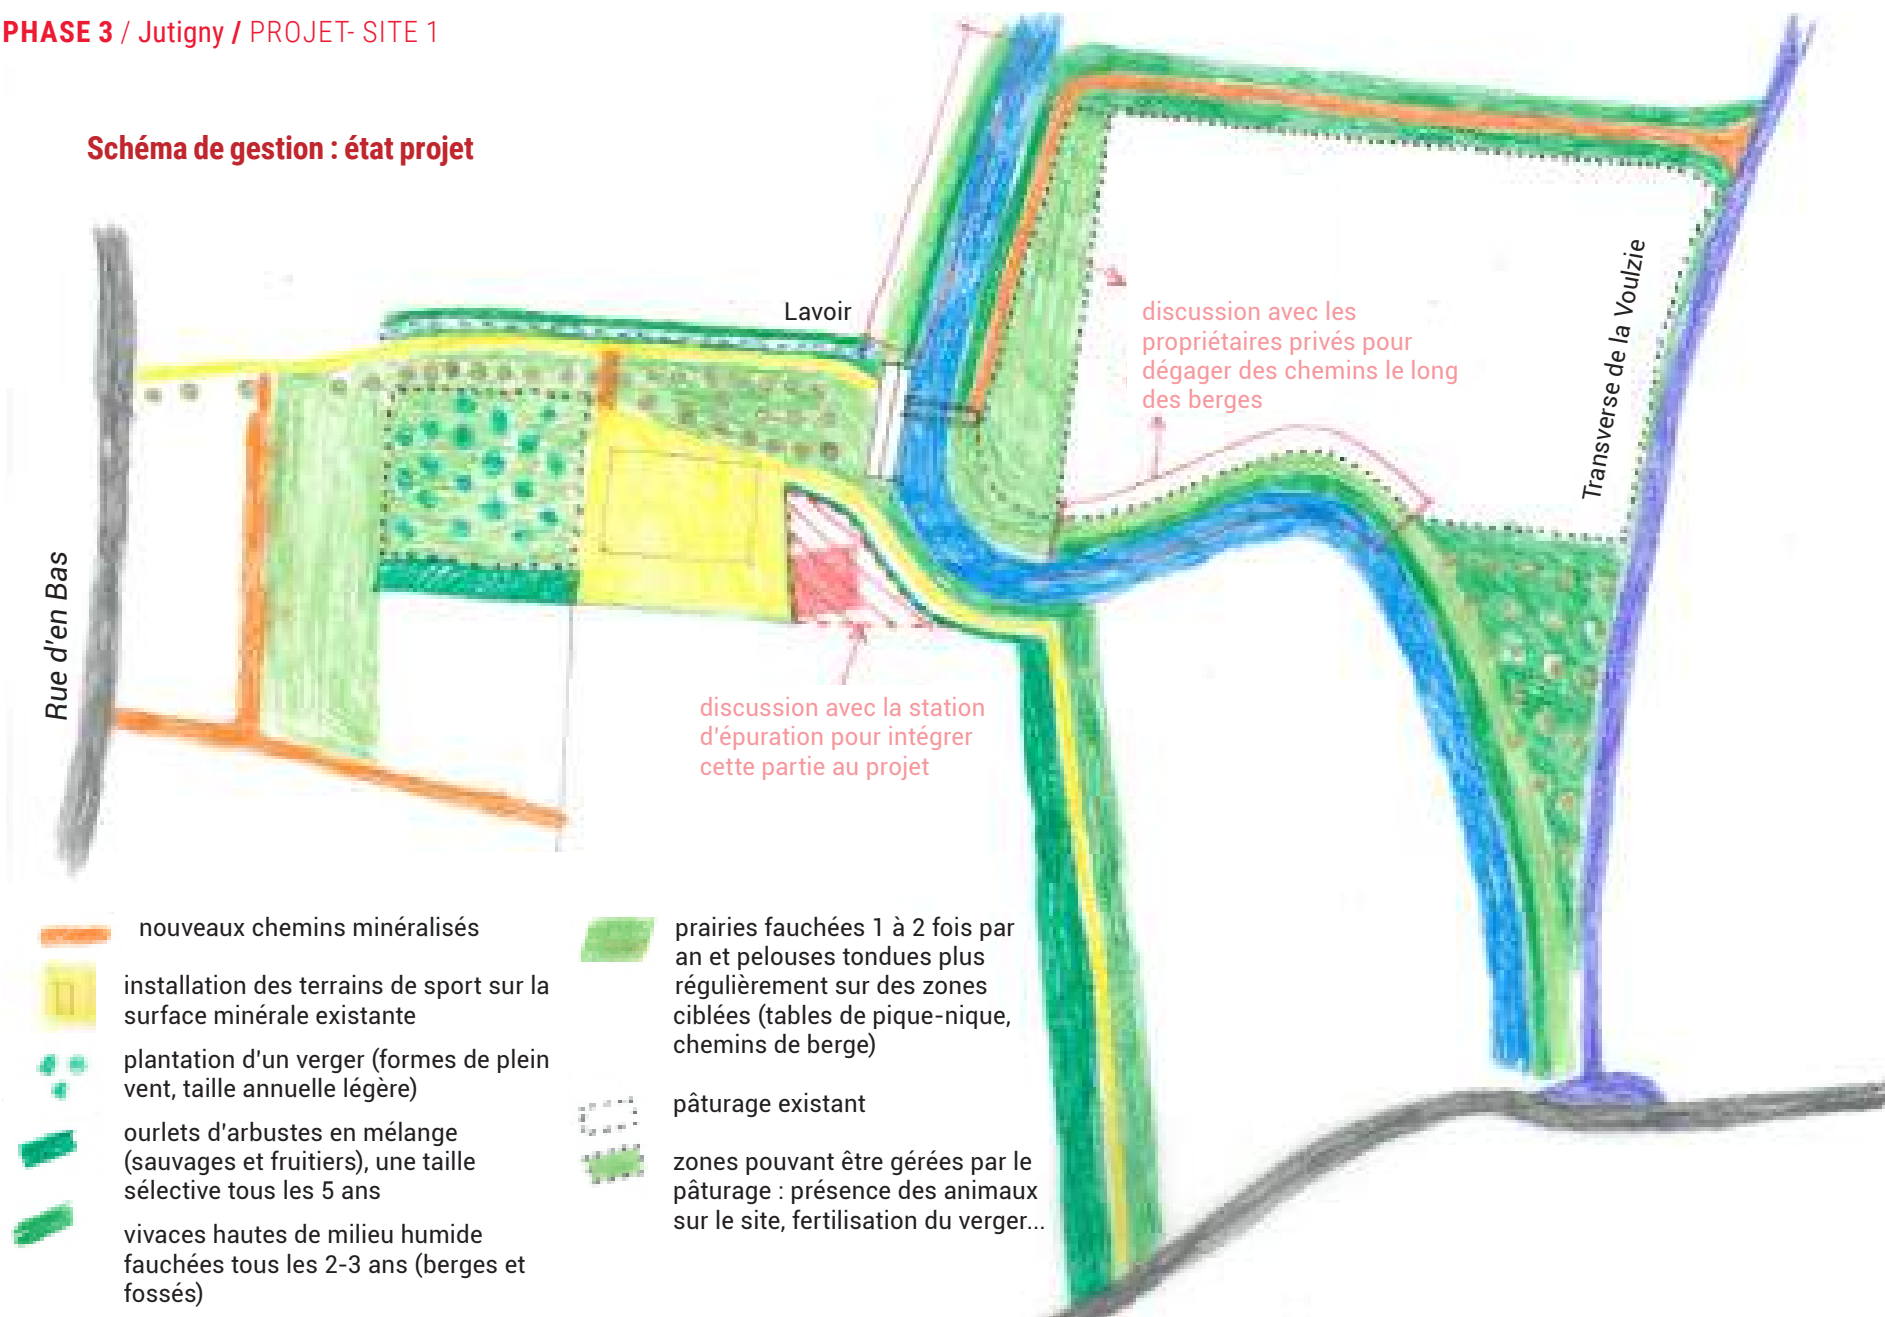 PHASE 3 / Jutigny / PROJET- SITE 1
Schéma de gestion : état projet
Lavoir
discussion avec les
propriétaires privés pour
dégager des chemins le long
des berges
Transverse de la Voulzie
Rue d'en Bas
discussion avec la station
d'épuration pour intégrer
cette partie au projet
nouveaux chemins minéralisés
installation des terrains de sport sur la
surface minérale existante
plantation d'un verger (formes de plein
vent, taille annuelle légère)
ourlets d'arbustes en mélange
(sauvages et fruitiers), une taille
sélective tous les 5 ans
vivaces hautes de milieu humide
fauchées tous les 2-3 ans (berges et
fossés)
prairies fauchées 1 à 2 fois par
an et pelouses tondues plus
régulièrement sur des zones
ciblées (tables de pique-nique,
chemins de berge)
pâturage existant
zones pouvant être gérées par le
pâturage : présence des animaux
sur le site, fertilisation du verger...